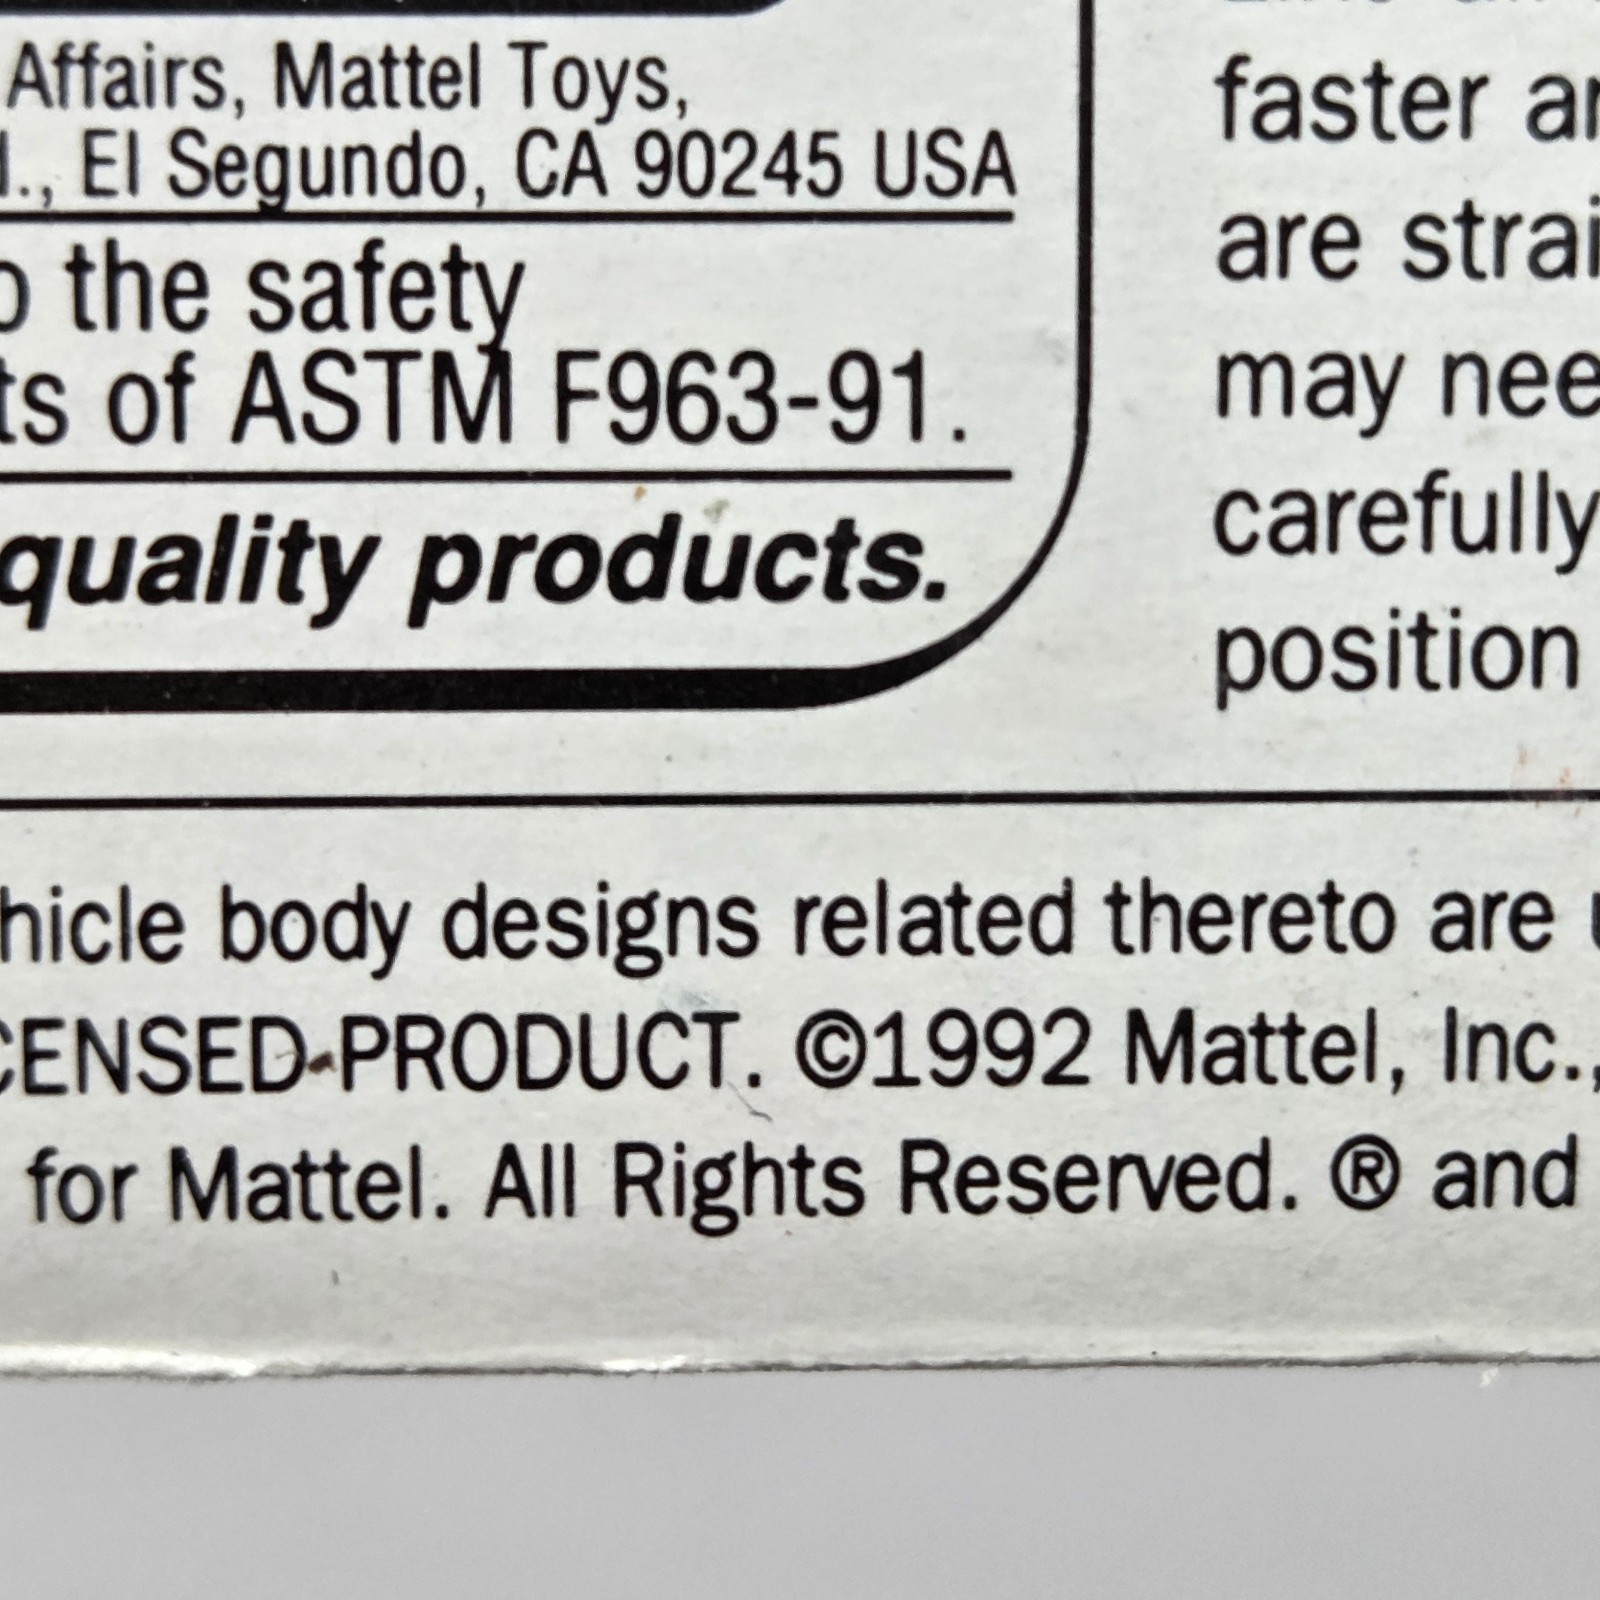 Affairs, Mattel Toys,
El Segundo, CA 90245 USA
the safety
of ASTM F963-91.
quality products.
faster
are
may
carefully
position
body designs related thereto are
PRODUCT. ©1992 Mattel, Inc.,
for Mattel. All Rights Reserved. ® and